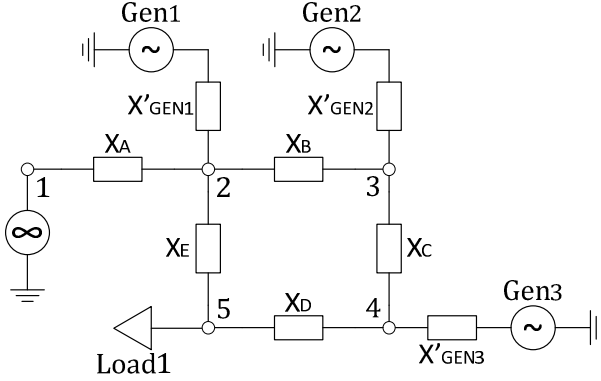 Gen1
Gen2
X'GEN1
X'GEN2
XA
XB
1
2
3
∞
XE
XC
5
XD
4
Gen3
Load1
X'GEN3